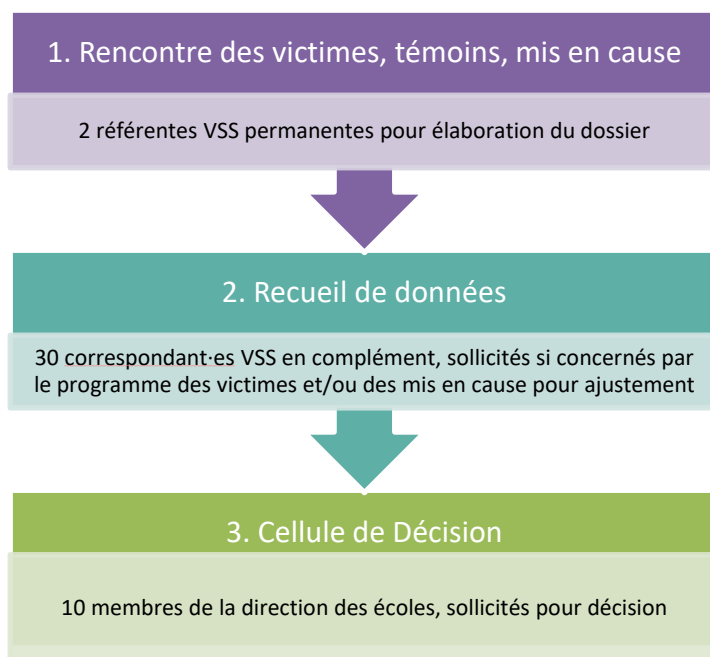 1. Rencontre des victimes, témoins, mis en cause
2 référentes VSS permanentes pour élaboration du dossier
2. Recueil de données
30 correspondant·es VSS en complément, sollicités si concernés par
le programme des victimes et/ou des mis en cause pour ajustement
3. Cellule de Décision
10 membres de la direction des écoles, sollicités pour décision